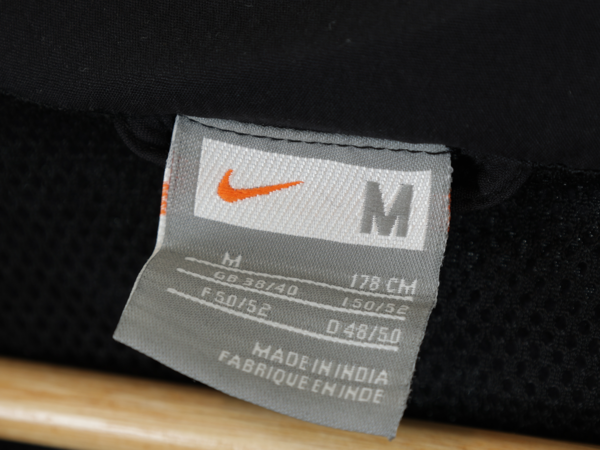 M
M 178 CM
GB 38/40 I 50/52
F 50/52 D 48/50
MADE IN INDIA
FABRIQUE EN INDE